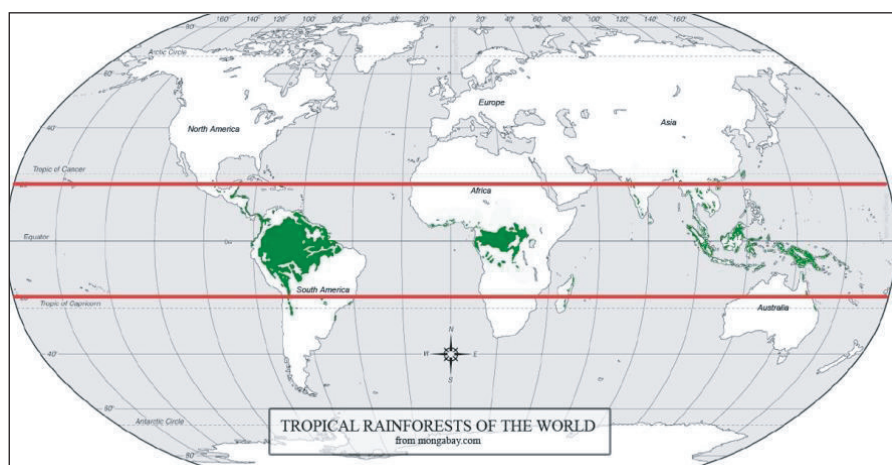 160° 140° 120° 100° 80° 60° 40° 20° 0° 20° 40° 60° 80° 100° 120° 140° 160°
Arctic Circle
Europe
North America
Asia
40°
Tropic of Cancer
Africa
Equator
0°
South America
Tropic of Capricorn
Australia
N
W E
S
40°
40°
Antarctic Circle
TROPICAL RAINFORESTS OF THE WORLD
from mongabay.com